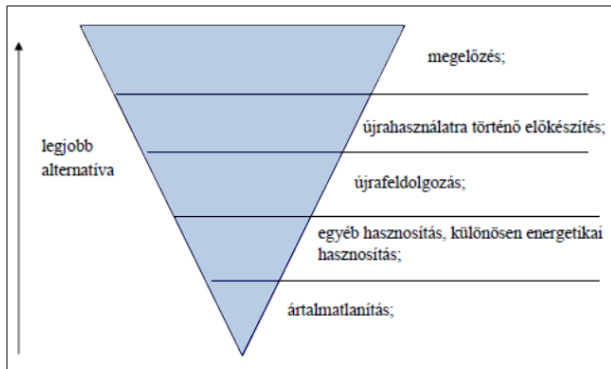 megelőzés;
újrahasználatra történő előkészítés;
legjobb
alternatíva
újrafeldolgozás;
egyéb hasznosítás, különösen energetikai
hasznosítás;
ártalmatlanítás;